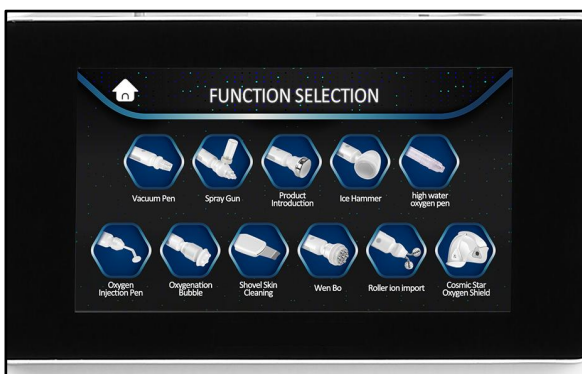 FUNCTION SELECTION
Vacuum Pen
Spray Gun
Product
Introduction
Ice Hammer
high water
oxygen pen
Oxygen
Injection Pen
Oxygenation
Bubble
Shovel Skin
Cleaning
Wen Bo
Roller ion import
Cosmic Star
Oxygen Shield